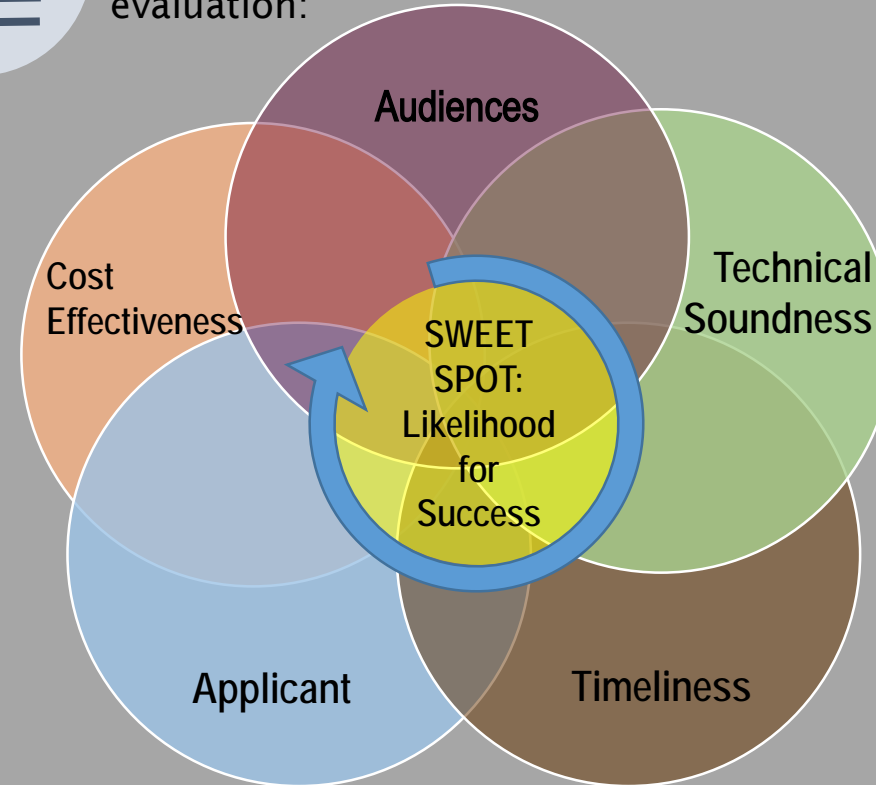 evaluation:
Audiences
Cost
Effectiveness
Technical
Soundness
SWEET
SPOT:
Likelihood
for
Success
Applicant
Timeliness